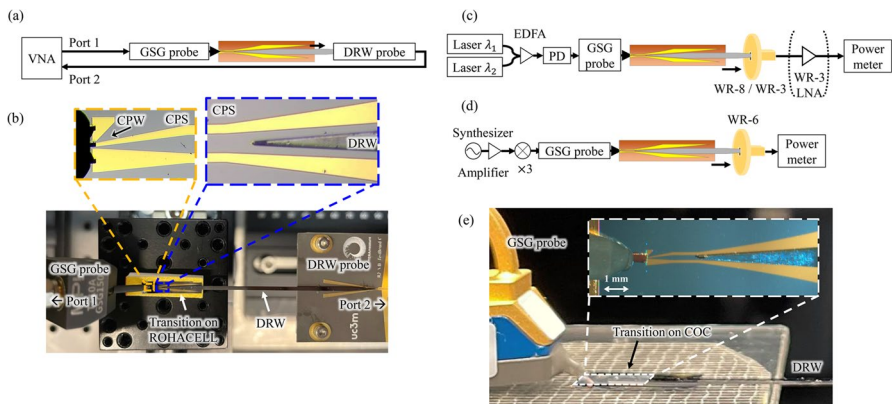 (a)
VNA
Port 1
GSG probe
DRW probe
Port 2
(b)
CPW
CPS
CPS
DRW
GSG probe
← Port 1
Transition on
ROHACELL
DRW
DRW probe
Port 2 →
uc3m
(c)
EDFA
Laser λ₁
Laser λ₂
PD
GSG
probe
WR-8 / WR-3
WR-3
LNA
Power
meter
(d)
Synthesizer
Amplifier
×3
GSG probe
WR-6
Power
meter
(e)
GSG probe
1 mm
Transition on COC
DRW